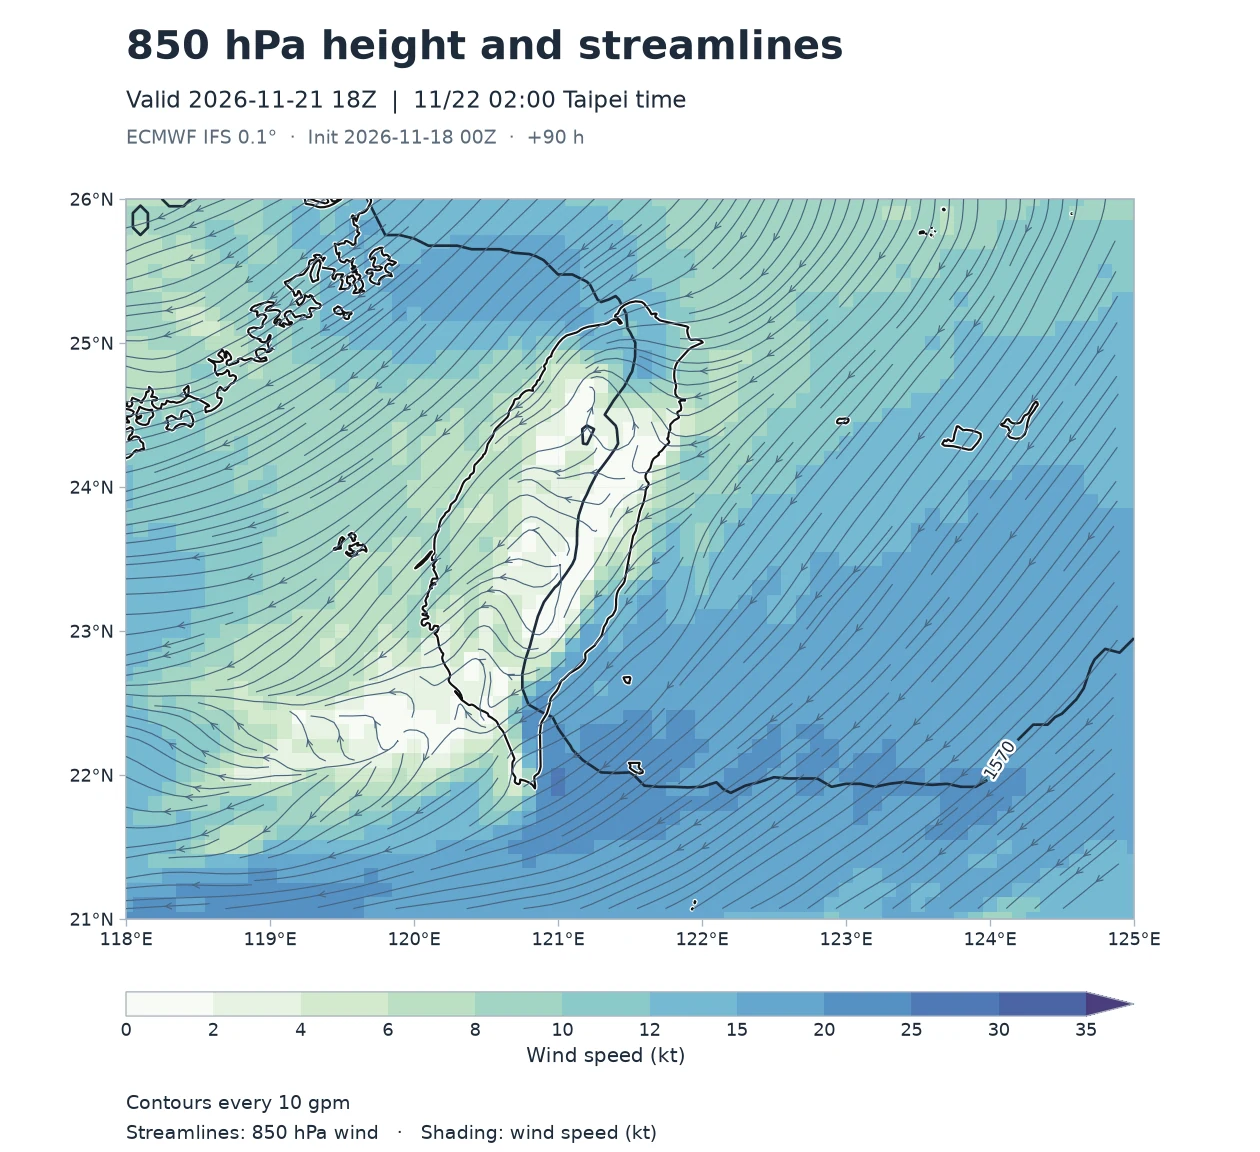 850 hPa height and streamlines
Valid 2026-11-21 18Z | 11/22 02:00 Taipei time
ECMWF IFS 0.1° · Init 2026-11-18 00Z · +90 h
26°N
25°N
24°N
23°N
22°N
21°N
1570
118°E 119°E 120°E 121°E 122°E 123°E 124°E 125°E
0 2 4 6 8 10 12 15 20 25 30 35
Wind speed (kt)
Contours every 10 gpm
Streamlines: 850 hPa wind · Shading: wind speed (kt)